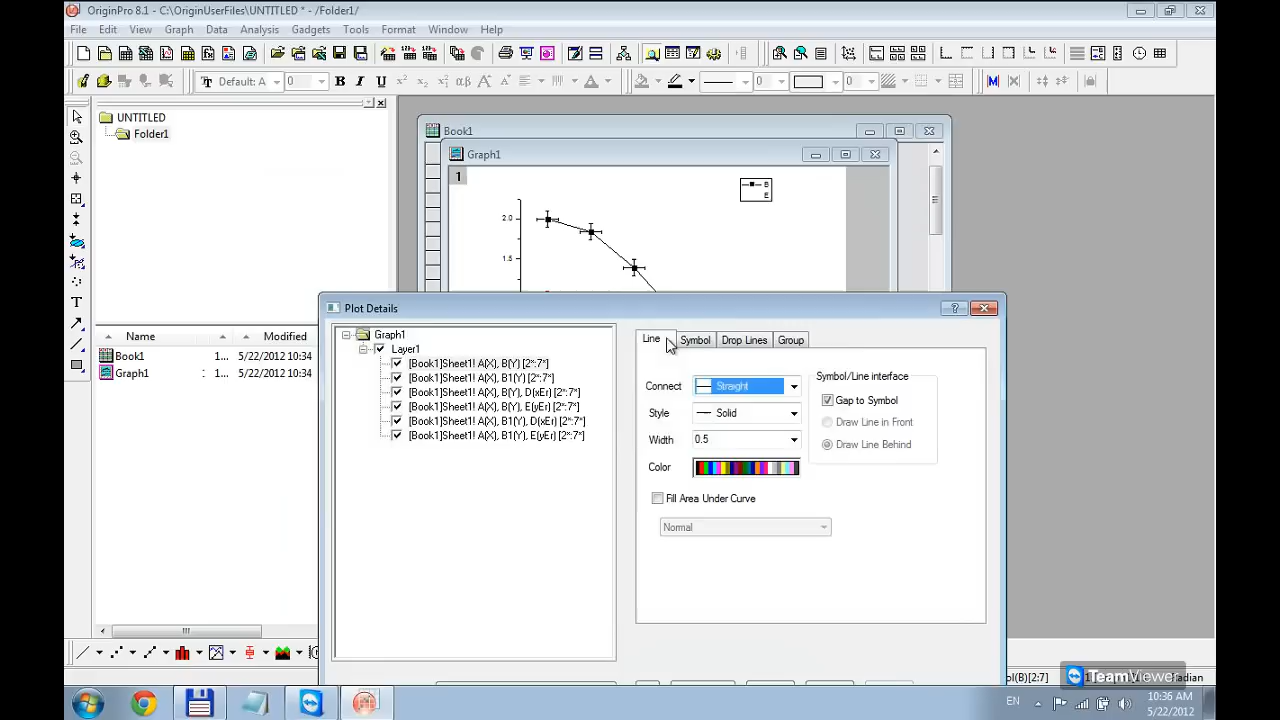 OriginPro 8.1 - C:\OriginUserFiles\UNTITLED * - /Folder1/
File Edit View Graph Data Analysis Gadgets Tools Format Window Help
Default: A 0 B I U αβ A A A 0 0 M
UNTITLED
Folder1
Name Modified
Book1 1... 5/22/2012 10:34
Graph1 5/22/2012 10:34
Book1
Graph1
1
B
E
2.0
1.5
Plot Details
Graph1
Layer1
[Book1]Sheet1! A(X), B(Y) [2*:7*]
[Book1]Sheet1! A(X), B1(Y) [2*:7*]
[Book1]Sheet1! A(X), B(Y), D(xEr) [2*:7*]
[Book1]Sheet1! A(X), B(Y), E(yEr) [2*:7*]
[Book1]Sheet1! A(X), B1(Y), D(xEr) [2*:7*]
[Book1]Sheet1! A(X), B1(Y), E(yEr) [2*:7*]
Line Symbol Drop Lines Group
Connect Straight
Style Solid
Width 0.5
Color
Symbol/Line interface
Gap to Symbol
Draw Line in Front
Draw Line Behind
Fill Area Under Curve
Normal
TeamViewer
EN 10:36 AM
5/22/2012